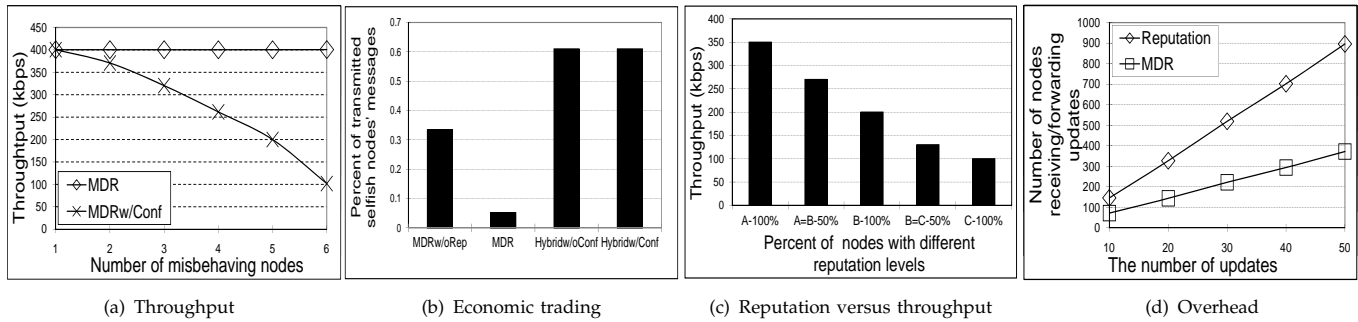 450
400
350
300
250
200
150
100
50
0
Throughtput (kbps)
MDR
MDRw/Conf
1 2 3 4 5 6
Number of misbehaving nodes
(a) Throughput
0.7
0.6
0.5
0.4
0.3
0.2
0.1
0
Percent of transmitted
selfish nodes' messages
MDRw/oRep MDR Hybridw/oConf Hybridw/Conf
(b) Economic trading
400
350
300
250
200
150
100
50
0
Throughput (kbps)
A-100% A=B-50% B-100% B=C-50% C-100%
Percent of nodes with different
reputation levels
(c) Reputation versus throughput
1000
900
800
700
600
500
400
300
200
100
0
Number of nodes
receiving/forwarding
updates
Reputation
MDR
10 20 30 40 50
The number of updates
(d) Overhead